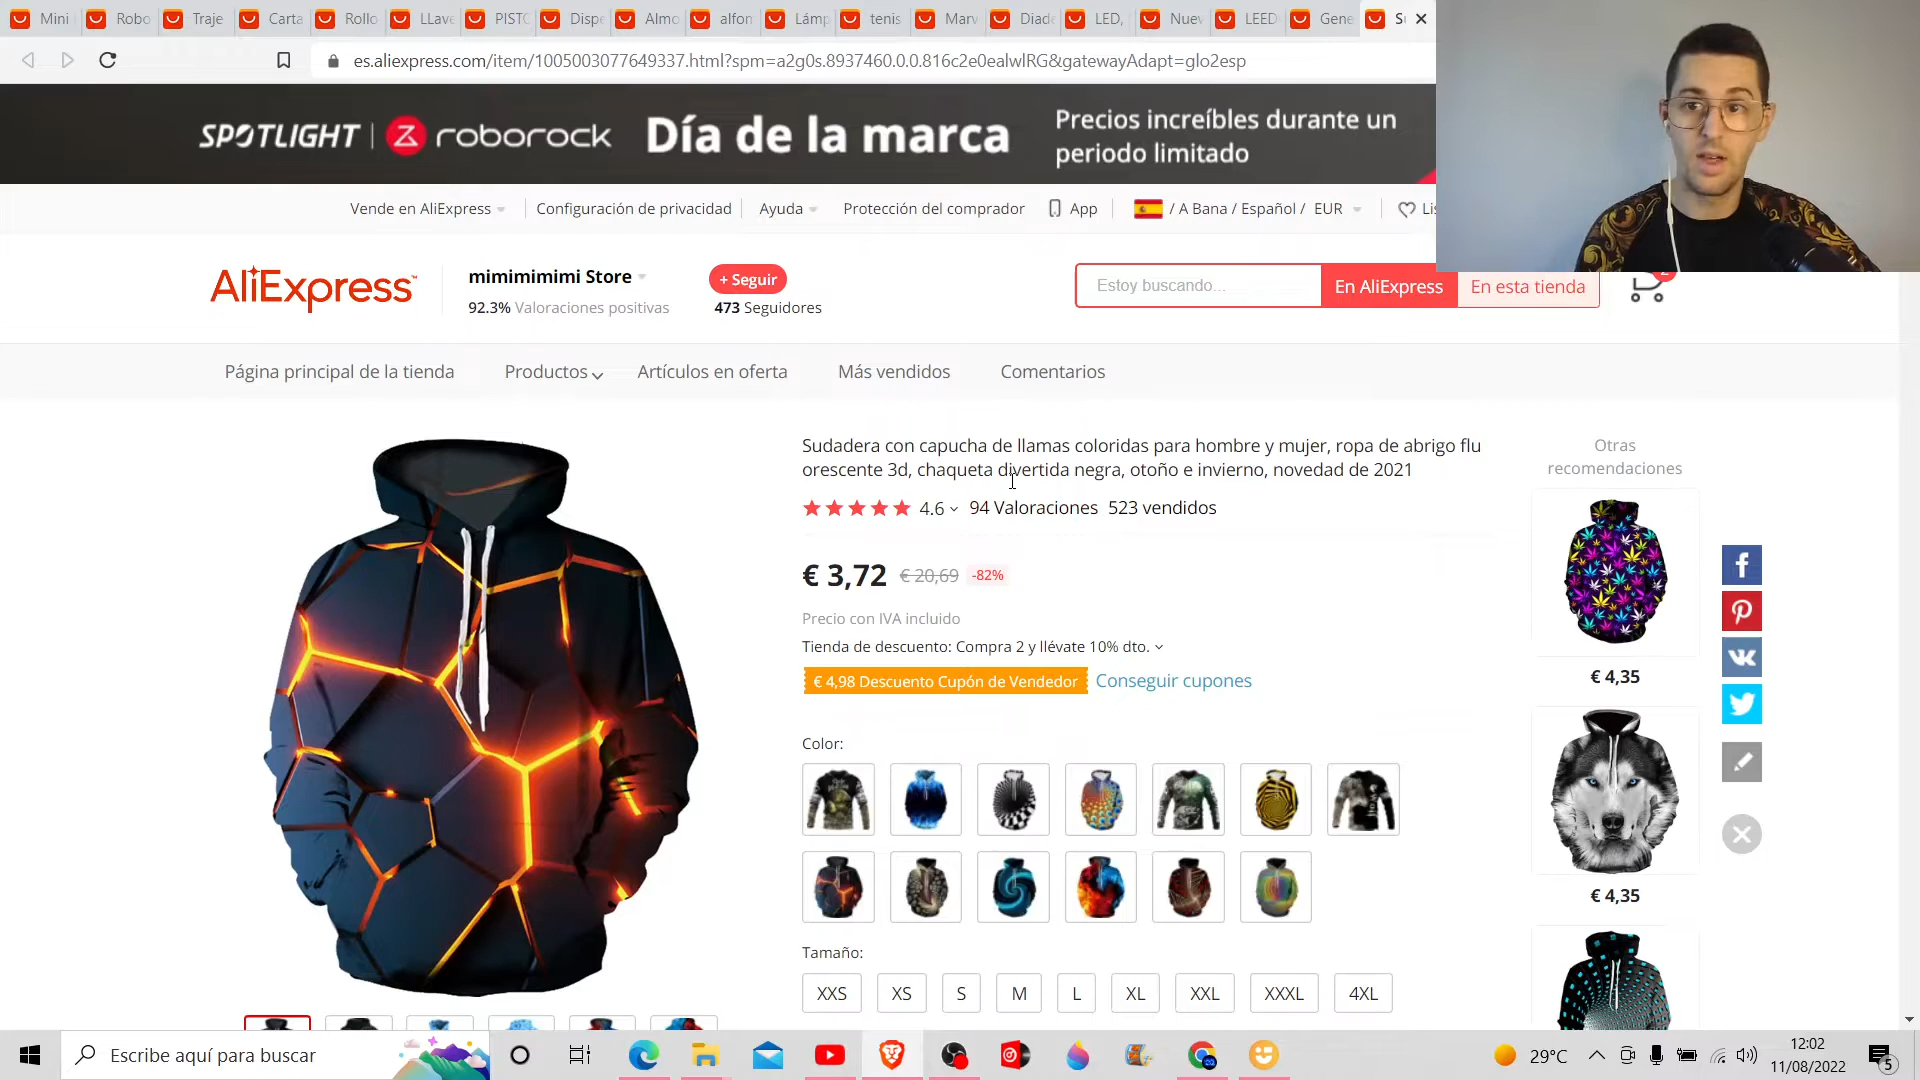 Mini
Robo
Traje
Carta
Rollo
LLave
PISTO
Dispe
Almo
alfon
Lámp
tenis
Marv
Diade
LED,
Nuev
LEED
Gene
S
es.aliexpress.com/item/1005003077649337.html?spm=a2g0s.8937460.0.0.816c2e0ealwlRG&gatewayAdapt=glo2esp
SPOTLIGHT | roborock Día de la marca
Precios increíbles durante un
periodo limitado
Vende en AliExpress
Configuración de privacidad
Ayuda
Protección del comprador
App
/ A Bana / Español / EUR
Lis
AliExpress™
mimimimimi Store
92.3% Valoraciones positivas
+ Seguir
473 Seguidores
Estoy buscando...
En AliExpress
En esta tienda
Página principal de la tienda
Productos
Artículos en oferta
Más vendidos
Comentarios
Sudadera con capucha de llamas coloridas para hombre y mujer, ropa de abrigo flu
orescente 3d, chaqueta divertida negra, otoño e invierno, novedad de 2021
4.6 94 Valoraciones 523 vendidos
€ 3,72 € 20,69 -82%
Precio con IVA incluido
Tienda de descuento: Compra 2 y llévate 10% dto.
€ 4,98 Descuento Cupón de Vendedor Conseguir cupones
Color:
Tamaño:
XXS XS S M L XL XXL XXXL 4XL
Otras
recomendaciones
€ 4,35
€ 4,35
Escribe aquí para buscar
29°C
12:02
11/08/2022
5